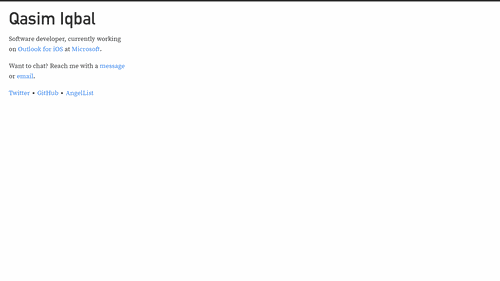 Qasim Iqbal
Software developer, currently working
on Outlook for iOS at Microsoft.
Want to chat? Reach me with a message
or email.
Twitter • GitHub • AngelList